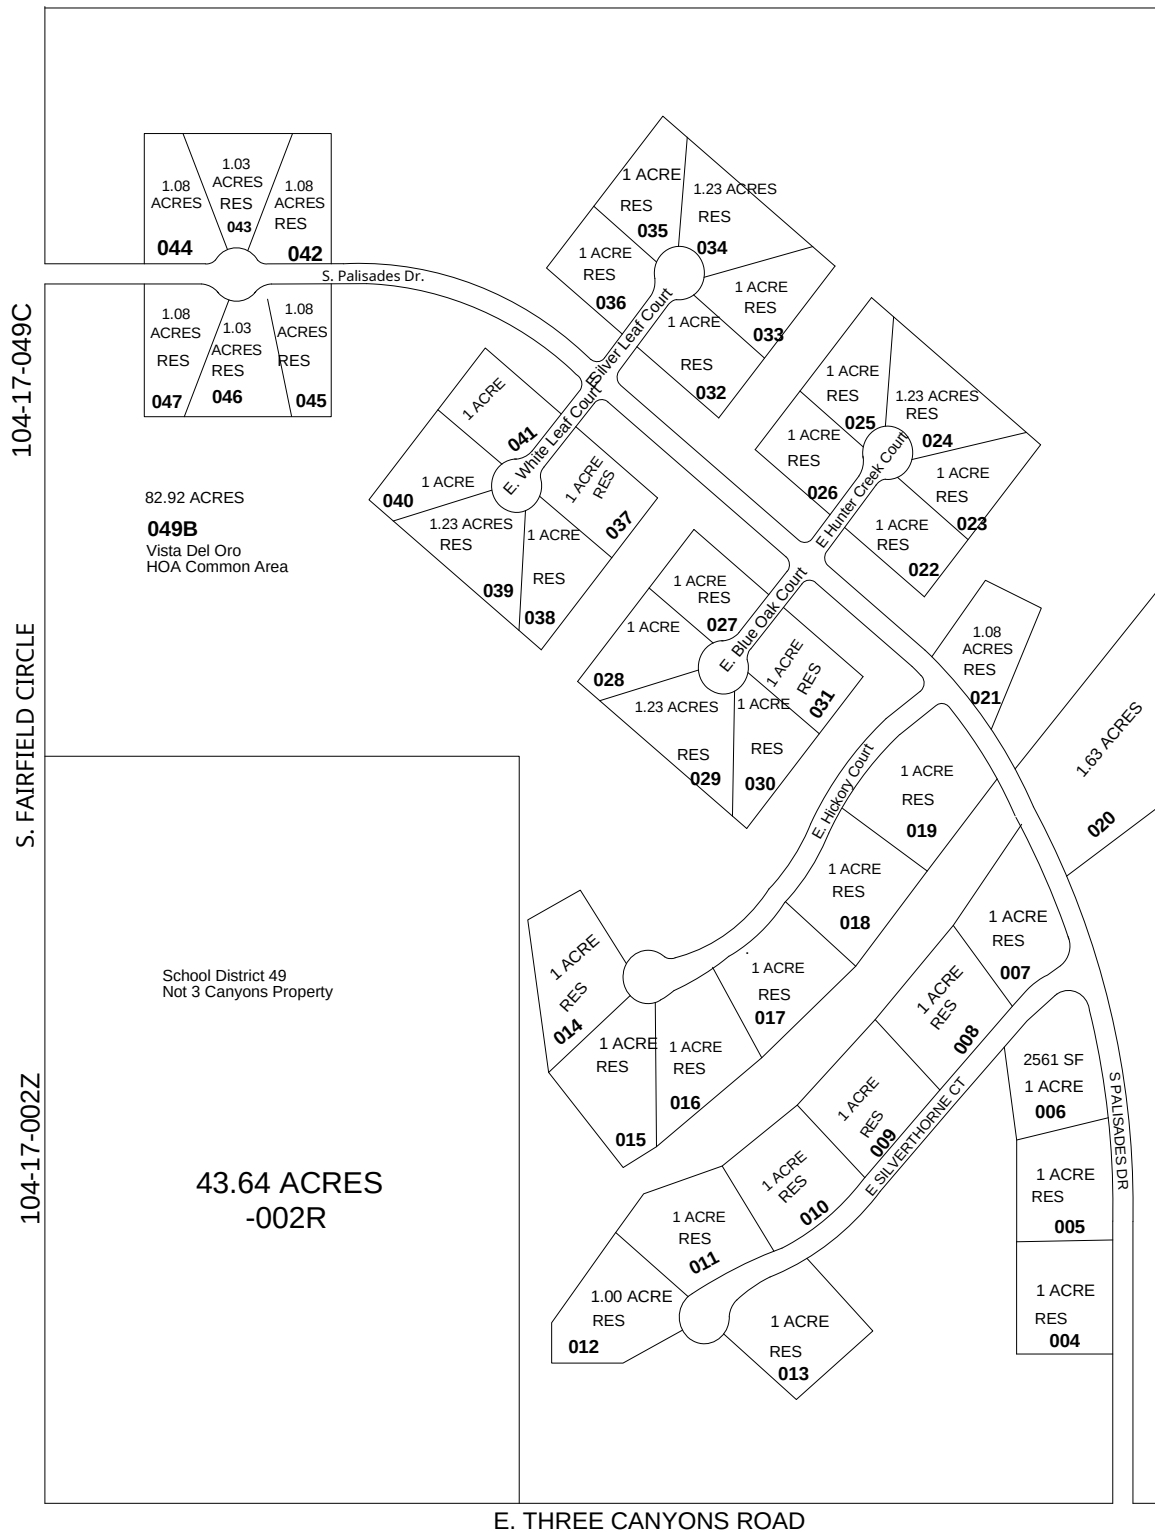 1.08
ACRES
044
1.03
ACRES
RES
043
1.08
ACRES
RES
042
S. Palisades Dr.
1.08
ACRES
RES
047
1.03
ACRES
RES
046
1.08
ACRES
RES
045
1 ACRE
RES
035
1.23 ACRES
RES
034
1 ACRE
RES
036
1 ACRE
RES
033
1 ACRE
RES
032
E Silver Leaf Court
104-17-049C
82.92 ACRES
049B
Vista Del Oro
HOA Common Area
1 ACRE
041
E. White Leaf Court
1 ACRE
040
1 ACRE
RES
037
1.23 ACRES
RES
039
1 ACRE
RES
038
1 ACRE
RES
025
1.23 ACRES
RES
024
1 ACRE
RES
026
E Hunter Creek Court
1 ACRE
RES
023
1 ACRE
RES
022
1 ACRE
RES
027
E. Blue Oak Court
1 ACRE
028
1 ACRE
RES
031
1.23 ACRES
RES
029
1 ACRE
RES
030
1.08
ACRES
RES
021
1.63 ACRES
020
S. FAIRFIELD CIRCLE
E. Hickory Court
1 ACRE
RES
019
1 ACRE
RES
018
1 ACRE
RES
017
1 ACRE
RES
014
1 ACRE
RES
015
1 ACRE
RES
016
1 ACRE
RES
007
1 ACRE
RES
008
1 ACRE
RES
009
E SILVERTHORNE CT
2561 SF
1 ACRE
006
S PALISADES DR
1 ACRE
RES
005
1 ACRE
RES
004
1 ACRE
RES
010
1 ACRE
RES
011
1.00 ACRE
RES
012
1 ACRE
RES
013
School District 49
Not 3 Canyons Property
104-17-002Z
43.64 ACRES
-002R
E. THREE CANYONS ROAD